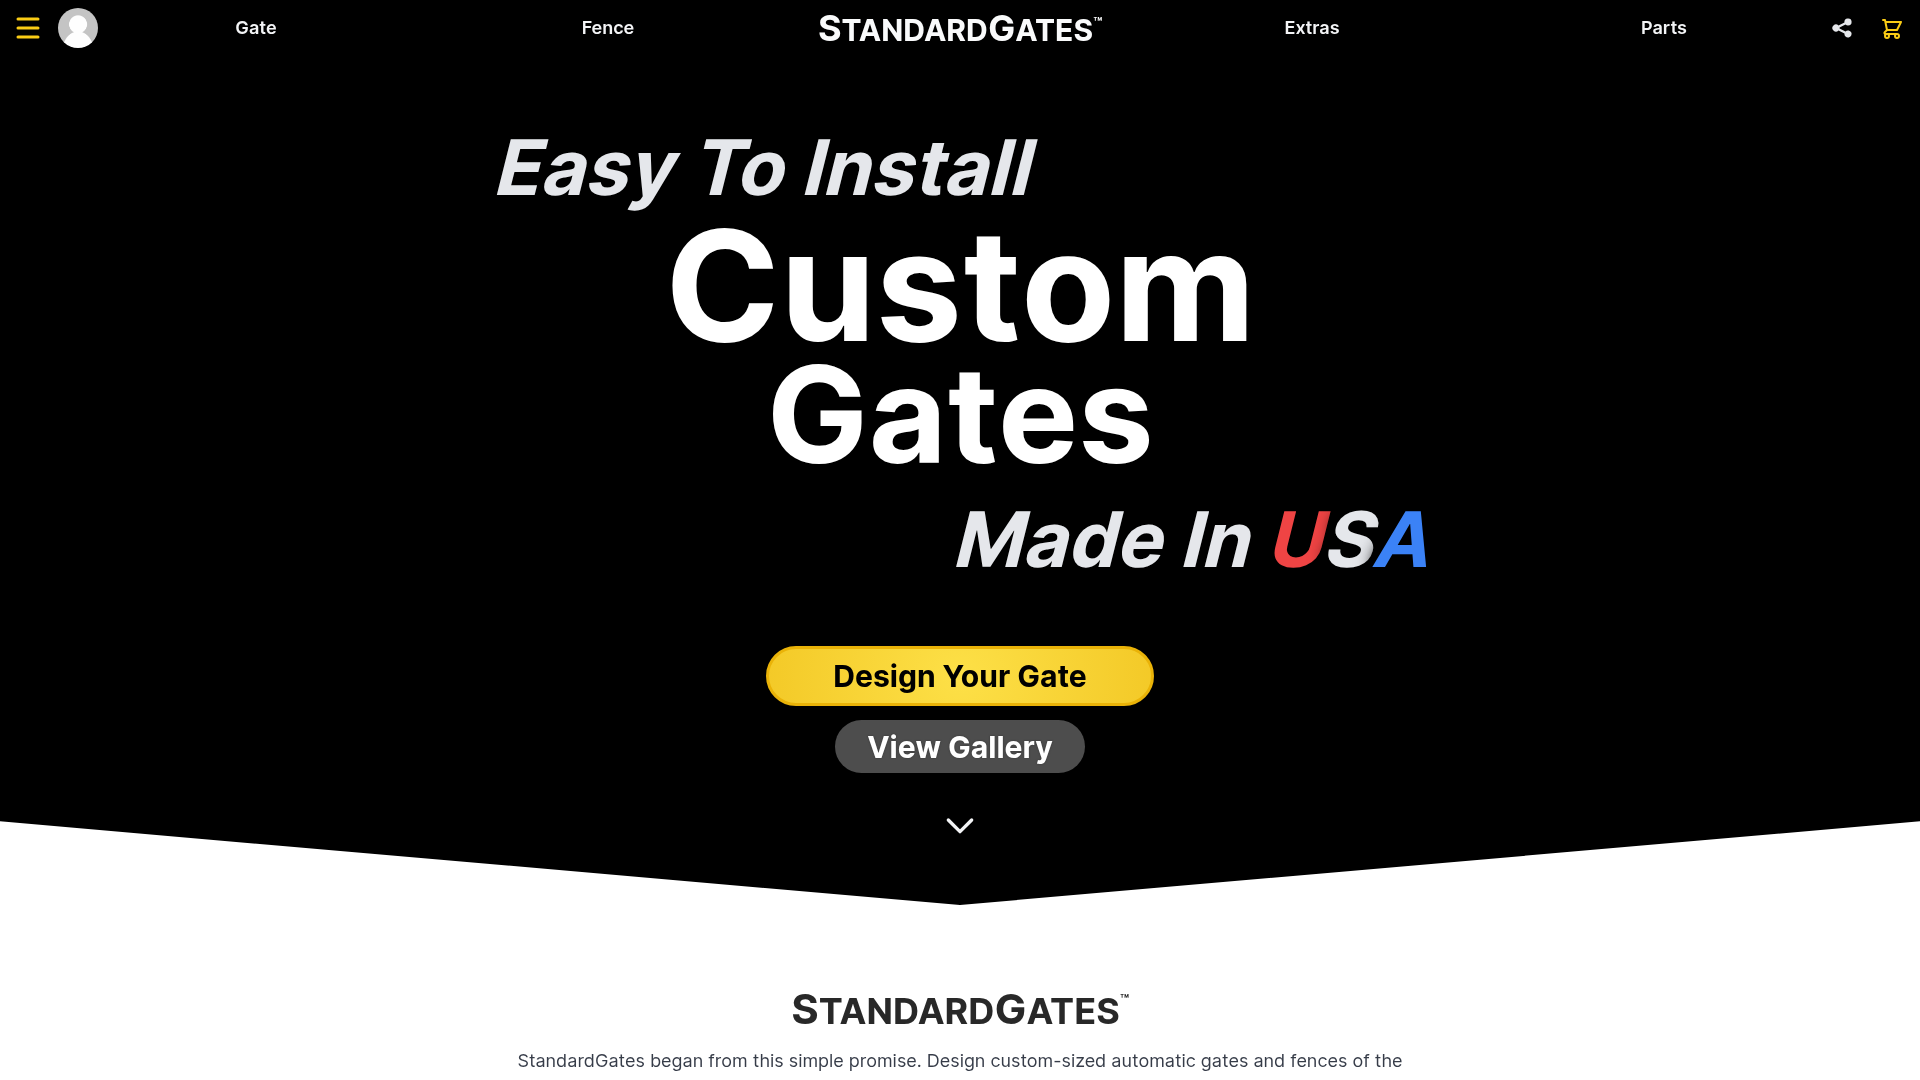 Gate
Fence
STANDARDGATES™
Extras
Parts
Easy To Install
Custom
Gates
Made In USA
Design Your Gate
View Gallery
STANDARDGATES™
StandardGates began from this simple promise. Design custom-sized automatic gates and fences of the